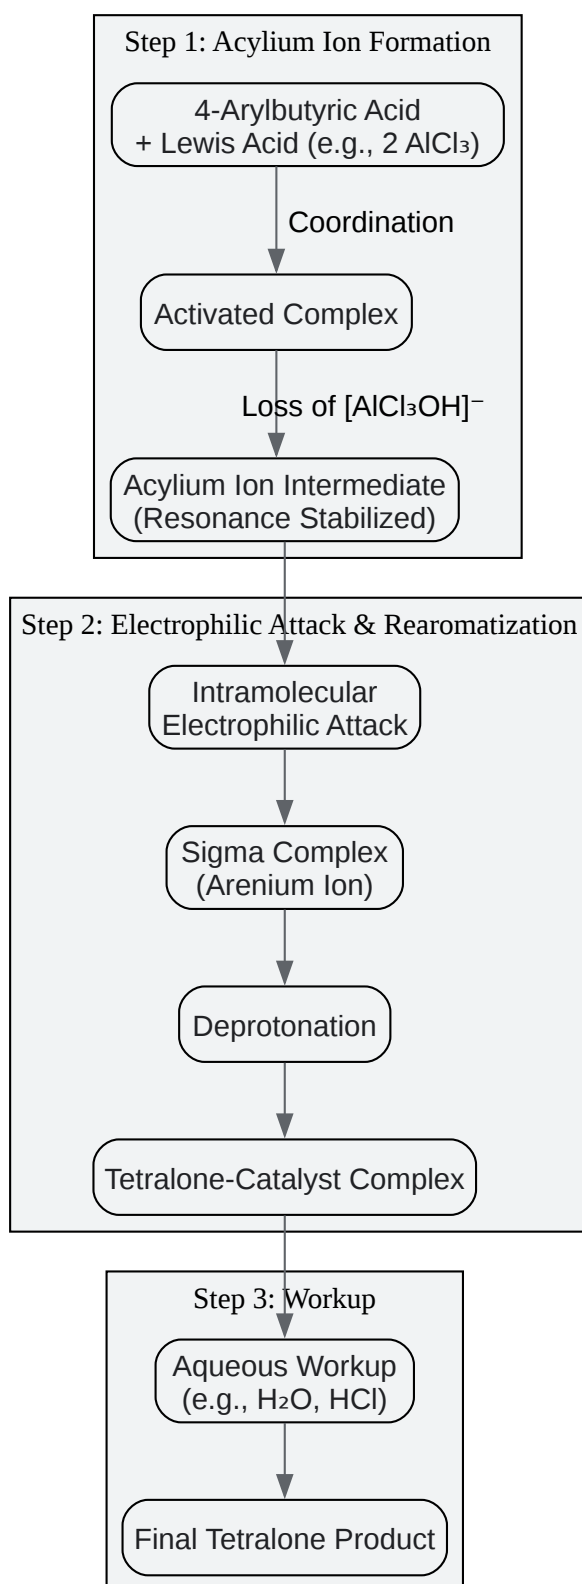 Step 1: Acylium Ion Formation
4-Arylbutyric Acid
+ Lewis Acid (e.g., 2 AlCl₃)
Coordination
Activated Complex
Loss of [AlCl₃OH]⁻
Acylium Ion Intermediate
(Resonance Stabilized)
Step 2: Electrophilic Attack & Rearomatization
Intramolecular
Electrophilic Attack
Sigma Complex
(Arenium Ion)
Deprotonation
Tetralone-Catalyst Complex
Step 3: Workup
Aqueous Workup
(e.g., H₂O, HCl)
Final Tetralone Product